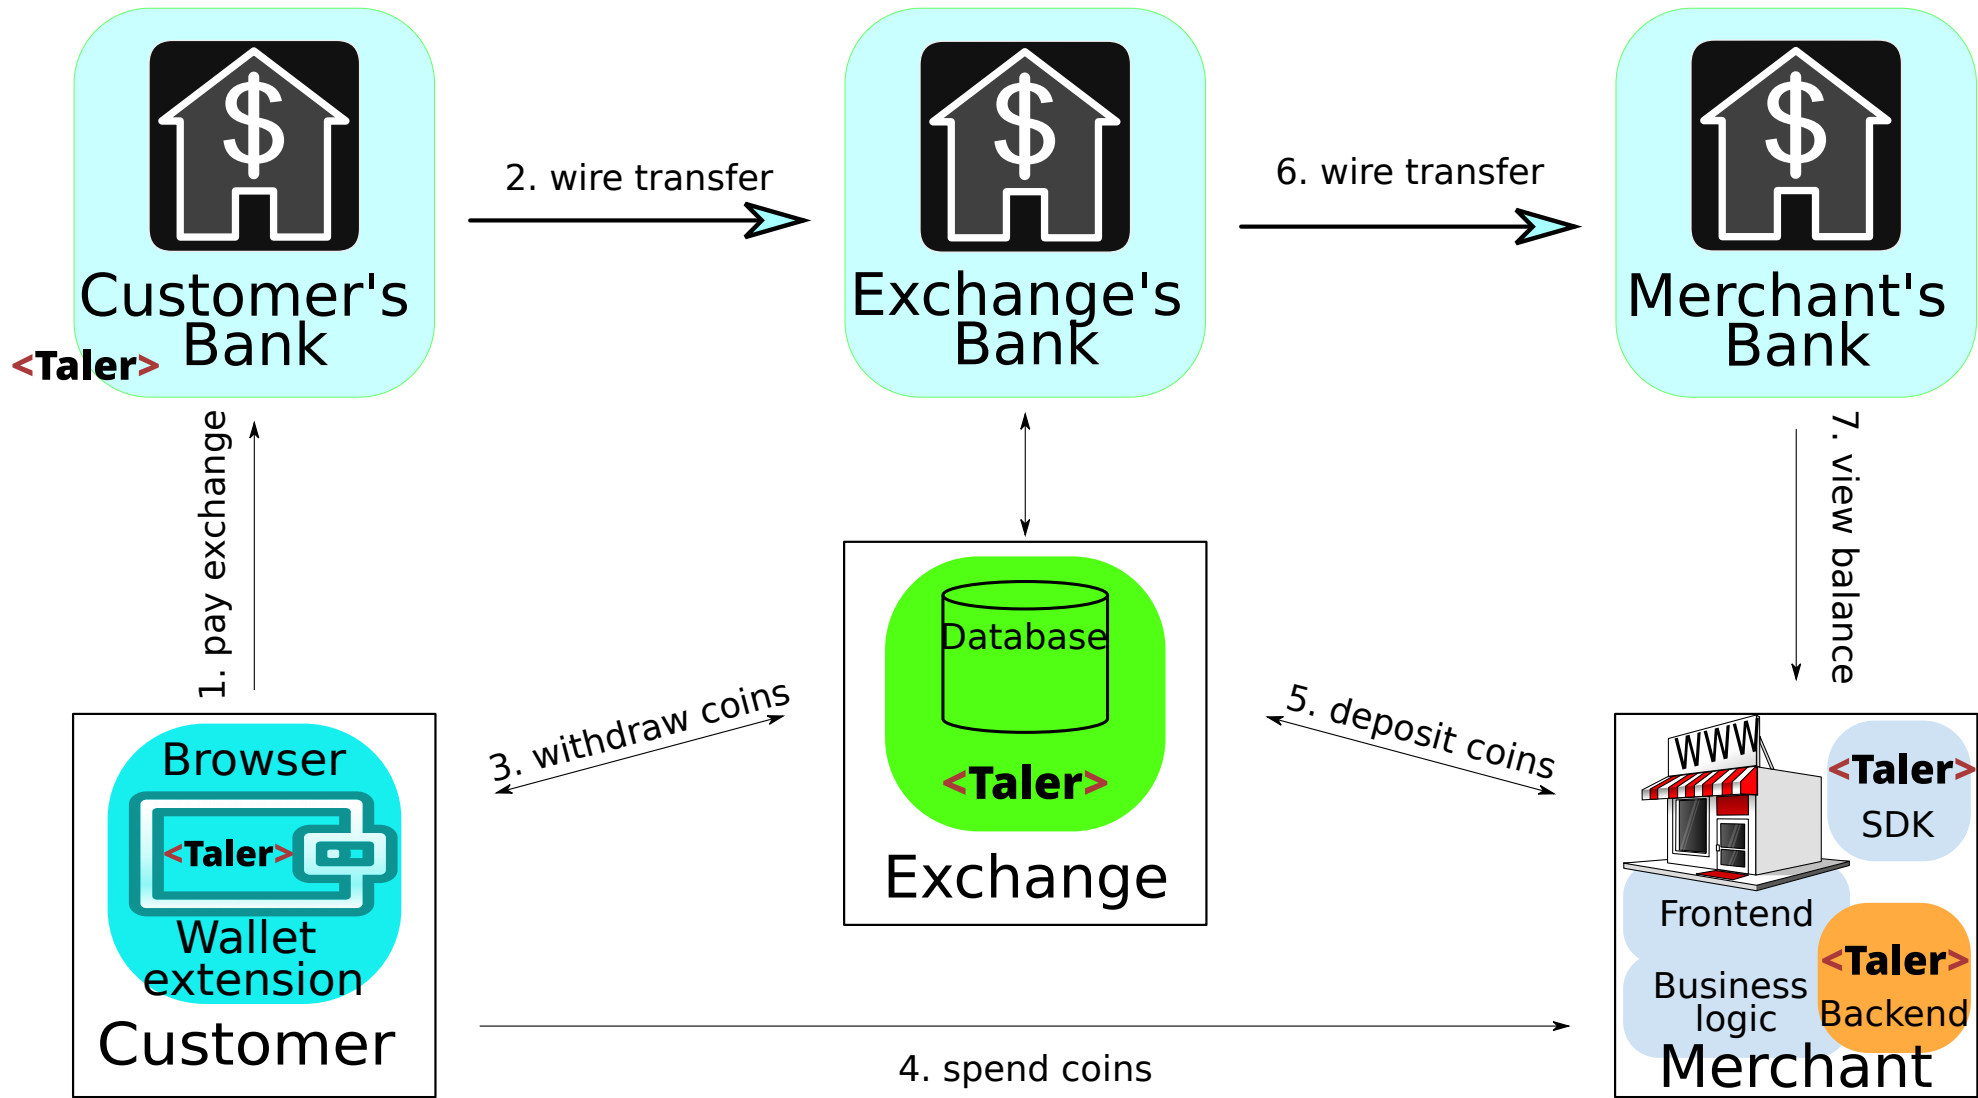 $
$
$
2. wire transfer
6. wire transfer
Customer's
Bank
<Taler>
Exchange's
Bank
Merchant's
Bank
1. pay exchange
7. view balance
3. withdraw coins
5. deposit coins
Database
<Taler>
Exchange
Browser
<Taler>
Wallet
extension
Customer
WWW
<Taler>
SDK
Frontend
<Taler>
Backend
Business
logic
Merchant
4. spend coins